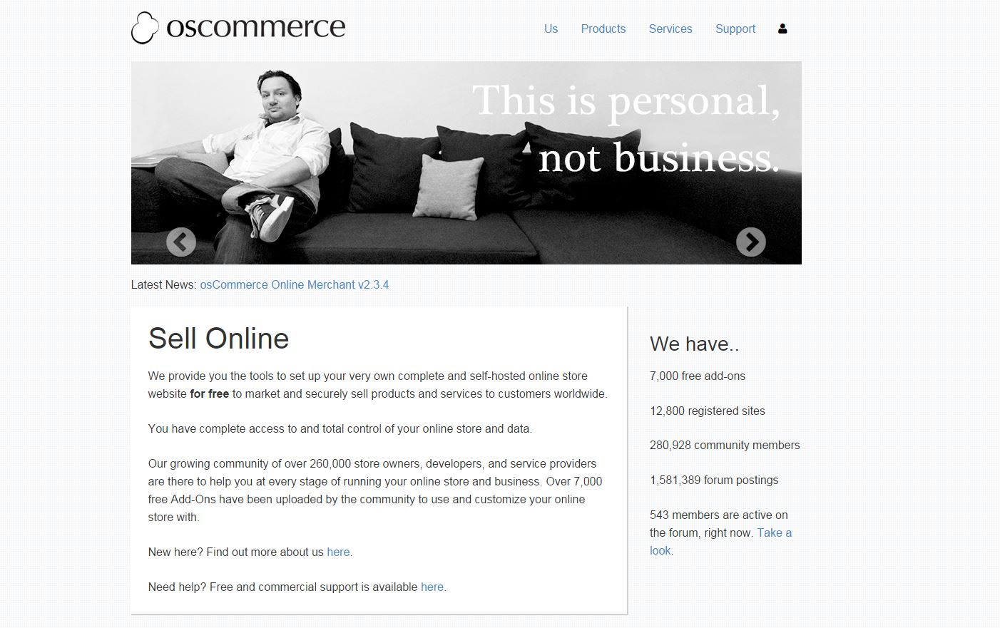 oscommerce
Us
Products
Services
Support
This is personal,
not business.
Latest News: osCommerce Online Merchant v2.3.4
Sell Online
We provide you the tools to set up your very own complete and self-hosted online store
website for free to market and securely sell products and services to customers worldwide.
You have complete access to and total control of your online store and data.
Our growing community of over 260,000 store owners, developers, and service providers
are there to help you at every stage of running your online store and business. Over 7,000
free Add-Ons have been uploaded by the community to use and customize your online
store with.
New here? Find out more about us here.
Need help? Free and commercial support is available here.
We have..
7,000 free add-ons
12,800 registered sites
280,928 community members
1,581,389 forum postings
543 members are active on
the forum, right now. Take a
look.